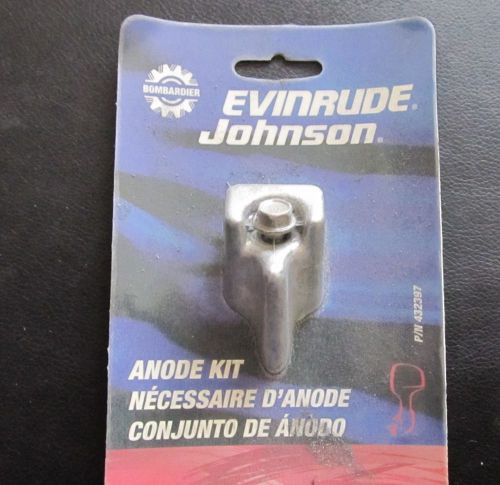 BOMBARDIER
EVINRUDE®
Johnson®
P/N 432397
ANODE KIT
NÉCESSAIRE D'ANODE
CONJUNTO DE ÁNODO